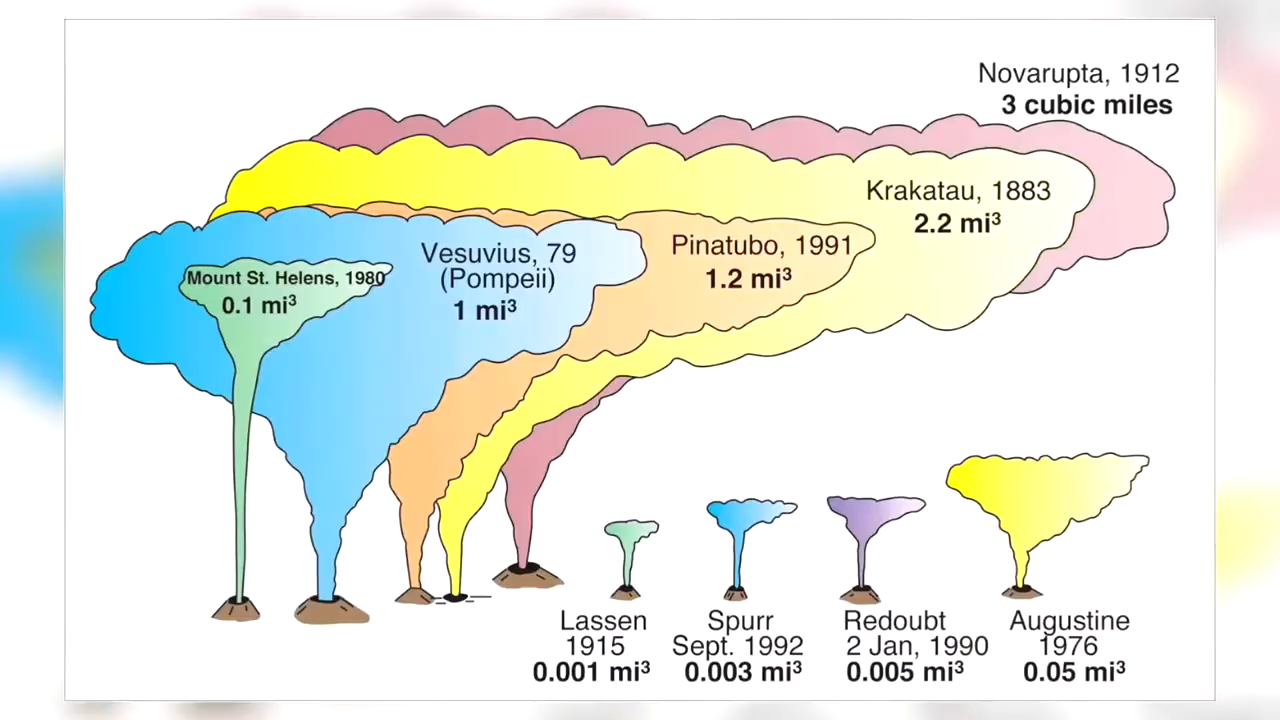 Novarupta, 1912
3 cubic miles
Krakatau, 1883
2.2 mi³
Pinatubo, 1991
1.2 mi³
Vesuvius, 79
(Pompeii)
1 mi³
Mount St. Helens, 1980
0.1 mi³
Lassen
1915
0.001 mi³
Spurr
Sept. 1992
0.003 mi³
Redoubt
2 Jan, 1990
0.005 mi³
Augustine
1976
0.05 mi³